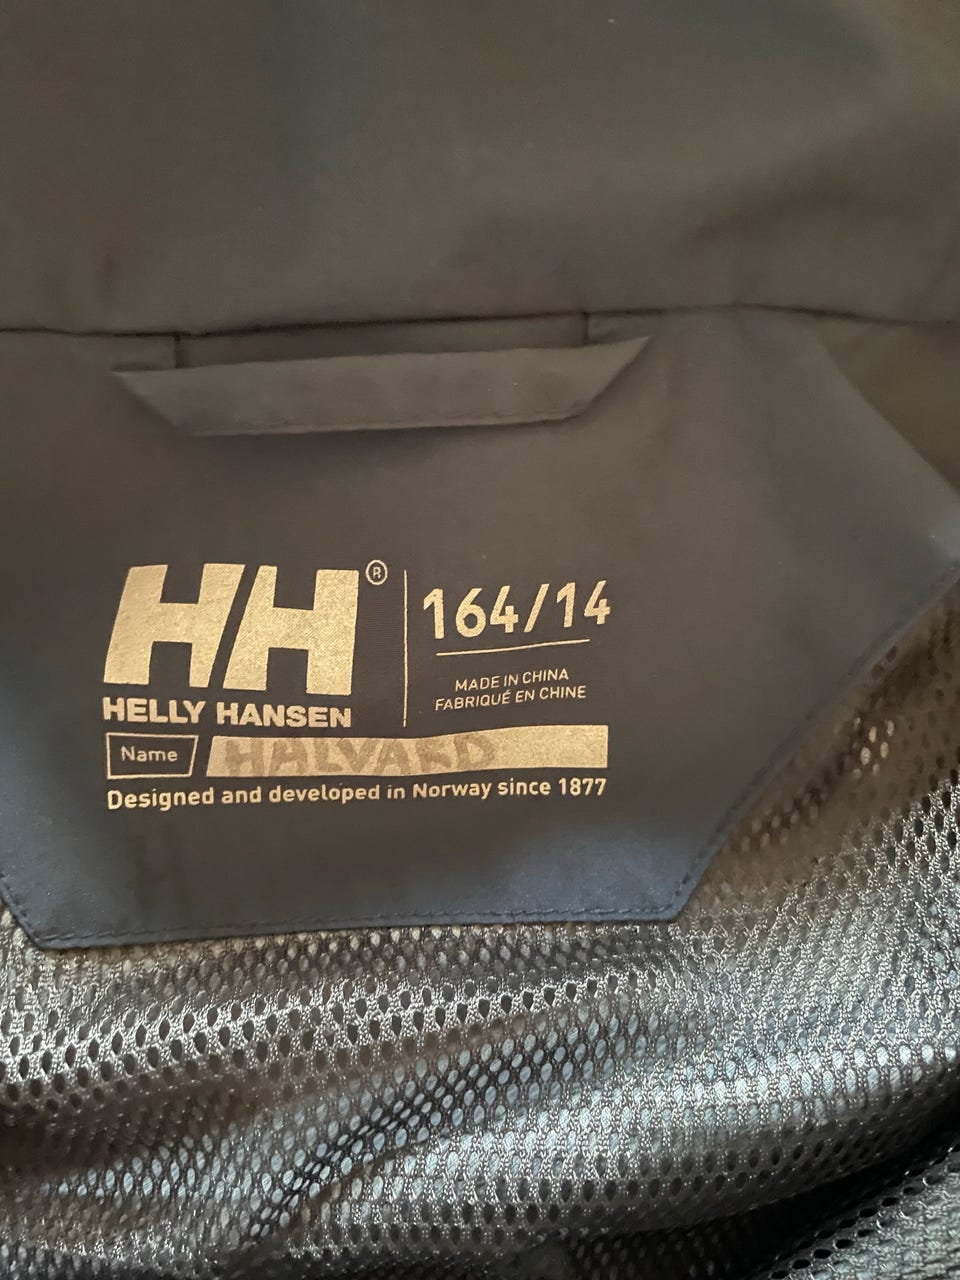 HH®
HELLY HANSEN
164/14
MADE IN CHINA
FABRIQUÉ EN CHINE
Name HALVARD
Designed and developed in Norway since 1877